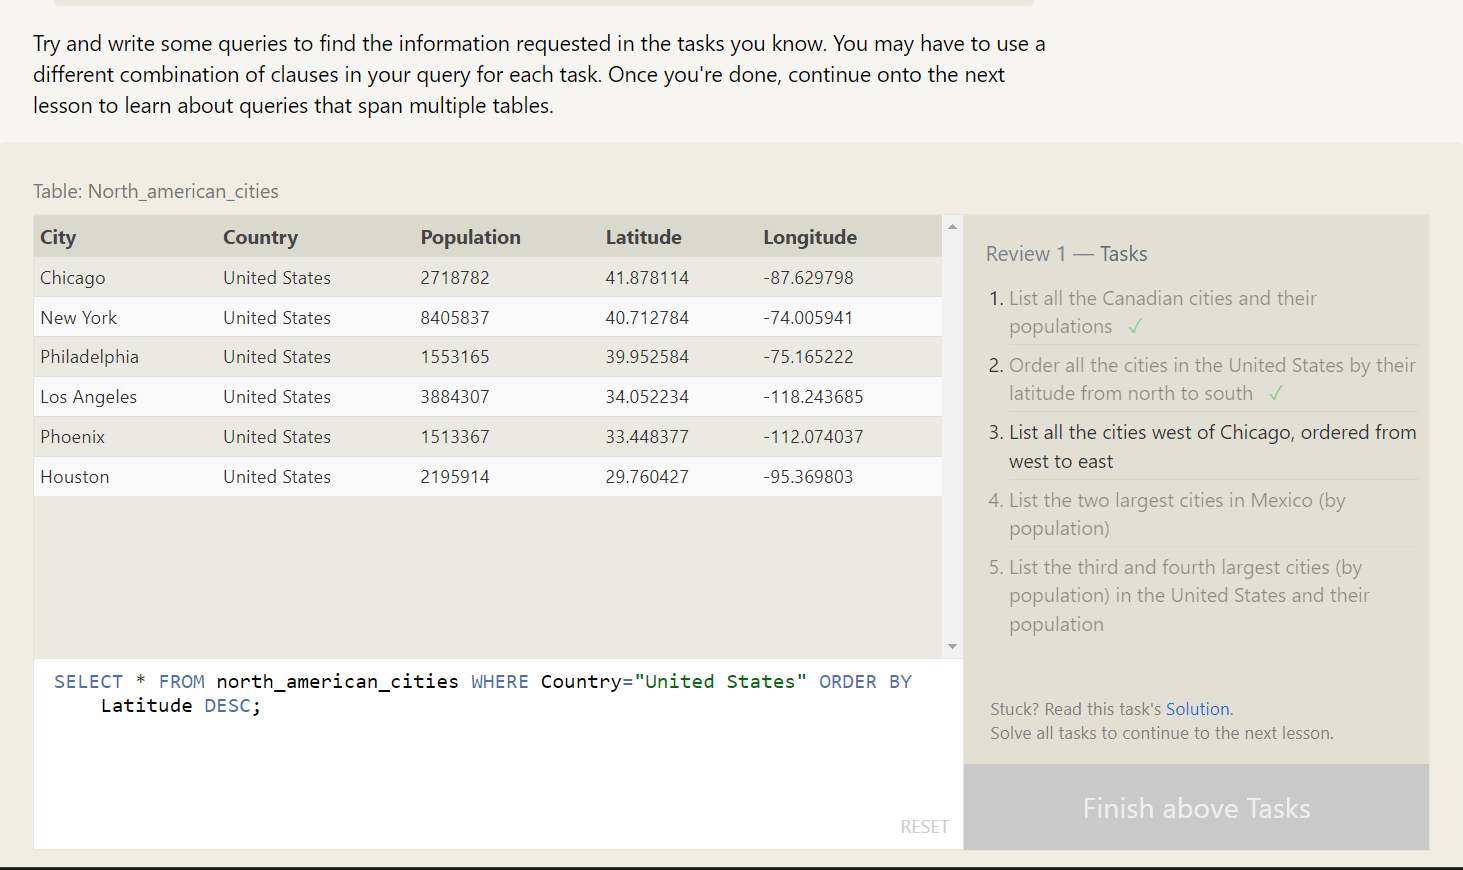 Try and write some queries to find the information requested in the tasks you know. You may have to use a
different combination of clauses in your query for each task. Once you're done, continue onto the next
lesson to learn about queries that span multiple tables.
Table: North_american_cities
City Country Population Latitude Longitude
Chicago United States 2718782 41.878114 -87.629798
New York United States 8405837 40.712784 -74.005941
Philadelphia United States 1553165 39.952584 -75.165222
Los Angeles United States 3884307 34.052234 -118.243685
Phoenix United States 1513367 33.448377 -112.074037
Houston United States 2195914 29.760427 -95.369803
SELECT * FROM north_american_cities WHERE Country="United States" ORDER BY
Latitude DESC;
RESET
Review 1 — Tasks
1. List all the Canadian cities and their
populations ✓
2. Order all the cities in the United States by their
latitude from north to south ✓
3. List all the cities west of Chicago, ordered from
west to east
4. List the two largest cities in Mexico (by
population)
5. List the third and fourth largest cities (by
population) in the United States and their
population
Stuck? Read this task's Solution.
Solve all tasks to continue to the next lesson.
Finish above Tasks